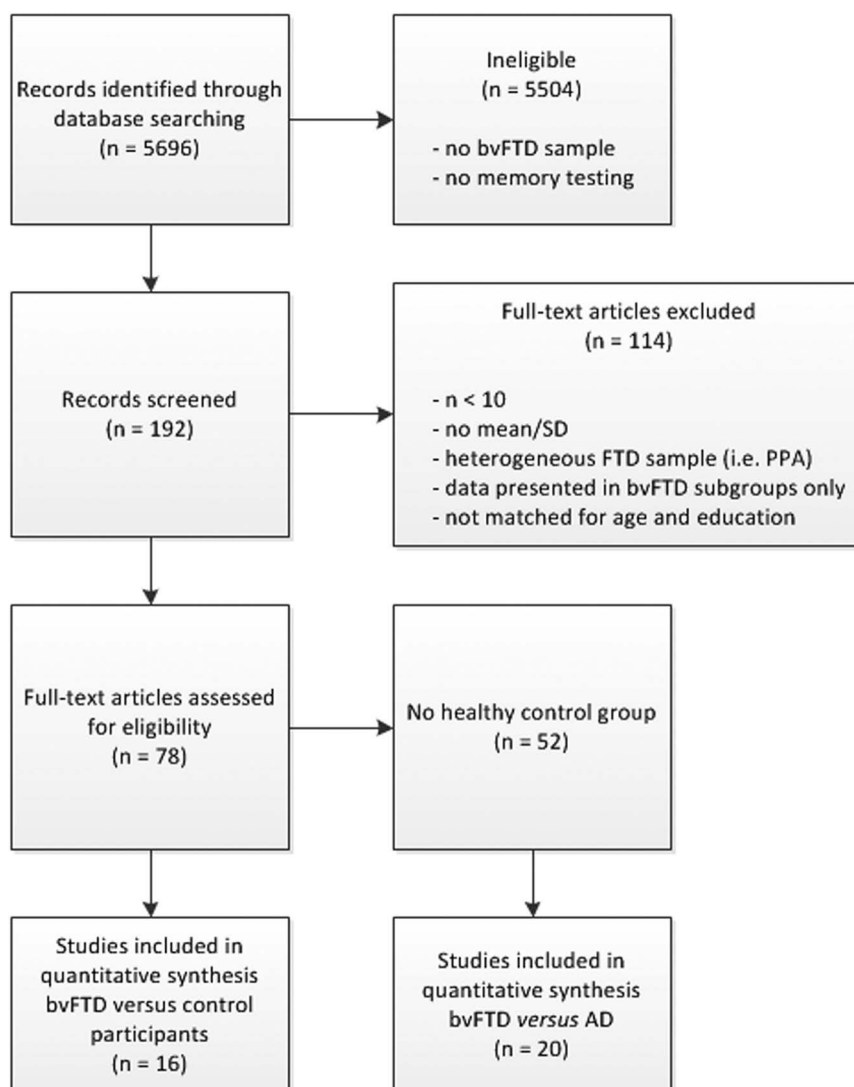 Records identified through
database searching
(n = 5696)
Ineligible
(n = 5504)
- no bvFTD sample
- no memory testing
Records screened
(n = 192)
Full-text articles excluded
(n = 114)
- n < 10
- no mean/SD
- heterogeneous FTD sample (i.e. PPA)
- data presented in bvFTD subgroups only
- not matched for age and education
Full-text articles assessed
for eligibility
(n = 78)
No healthy control group
(n = 52)
Studies included in
quantitative synthesis
bvFTD versus control
participants
(n = 16)
Studies included in
quantitative synthesis
bvFTD versus AD
(n = 20)